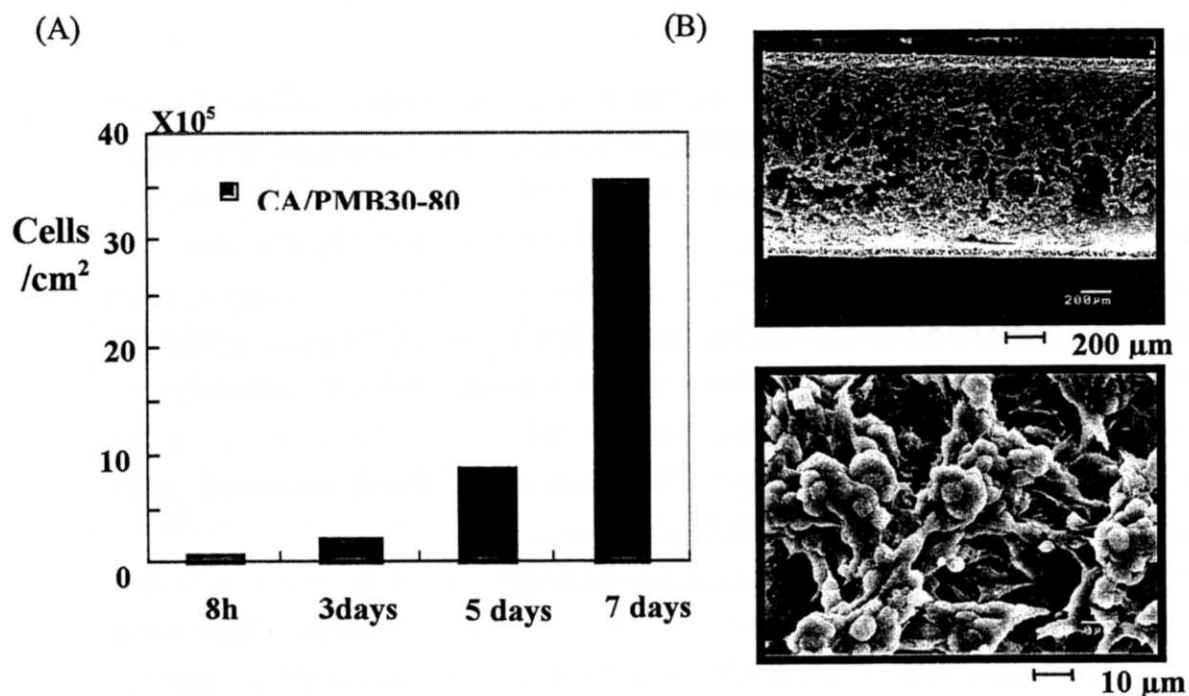 (A)
(B)
X10⁵
40
CA/PMB30-80
Cells
/cm²
30
20
10
0
8h 3days 5 days 7 days
200µm
200 µm
10 µm